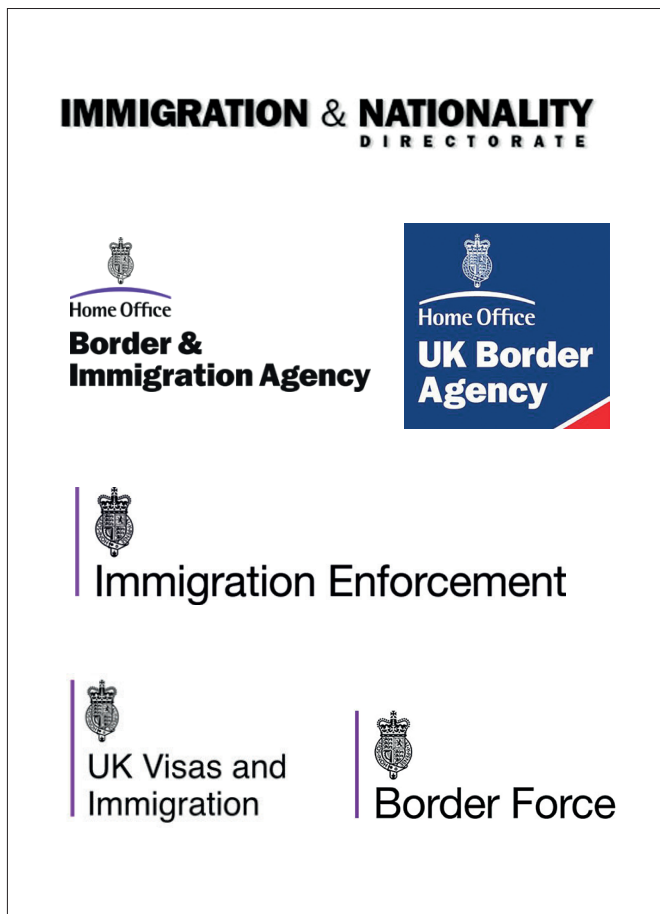 IMMIGRATION & NATIONALITY
DIRECTORATE
Home Office
Border &
Immigration Agency
Home Office
UK Border
Agency
Immigration Enforcement
UK Visas and
Immigration
Border Force